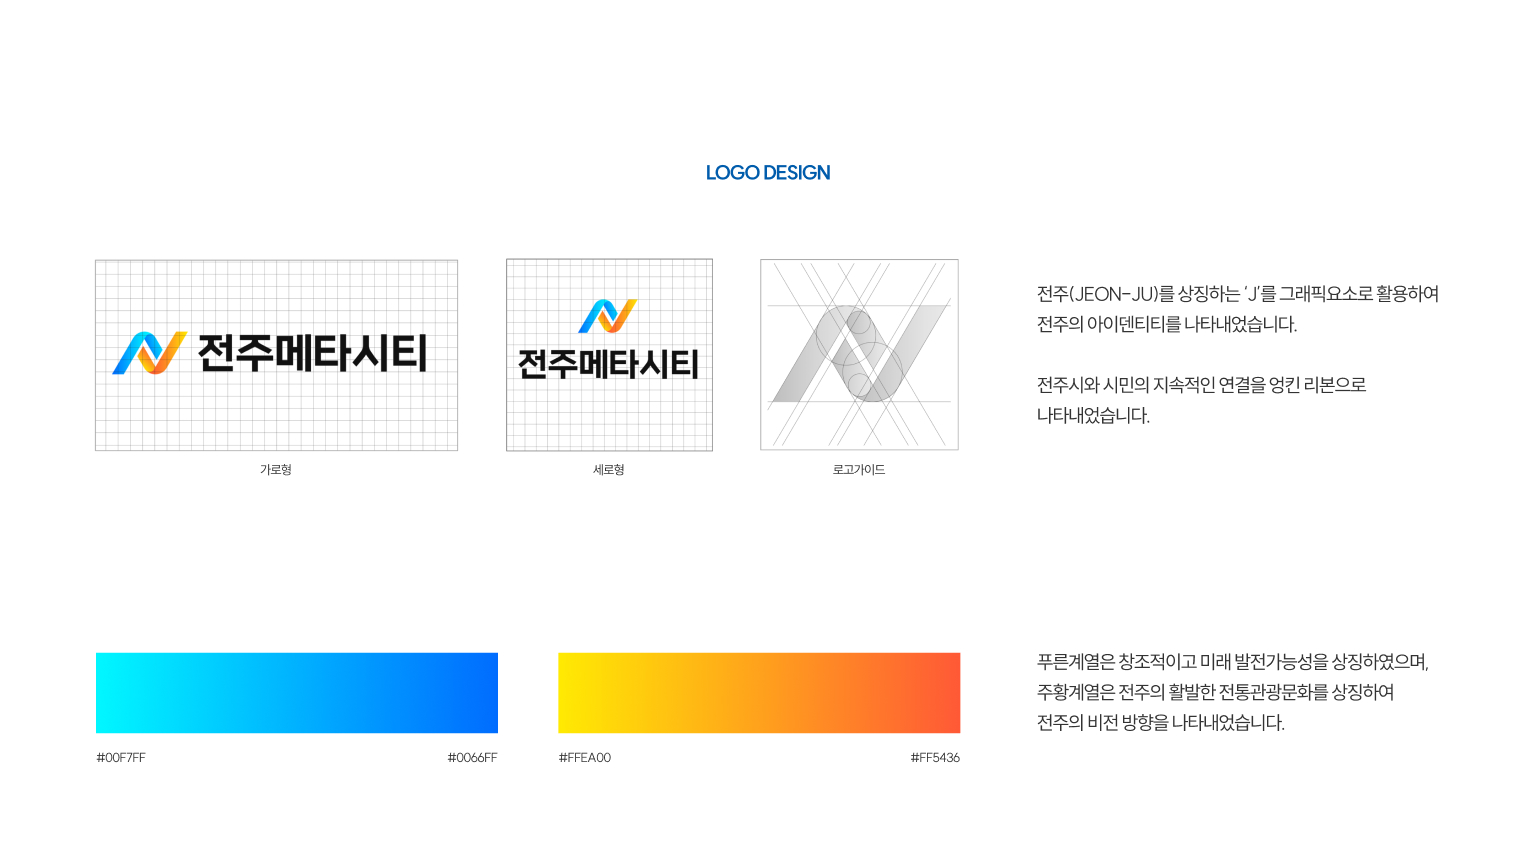 LOGO DESIGN
전주메타시티
가로형
전주메타시티
세로형
로고가이드
전주(JEON-JU)를 상징하는 'J'를 그래픽요소로 활용하여
전주의 아이덴티티를 나타내었습니다.
전주시와 시민의 지속적인 연결을 엉킨 리본으로
나타내었습니다.
#00F7FF
#0066FF
#FFEA00
#FF5436
푸른계열은 창조적이고 미래 발전가능성을 상징하였으며,
주황계열은 전주의 활발한 전통관광문화를 상징하여
전주의 비전 방향을 나타내었습니다.